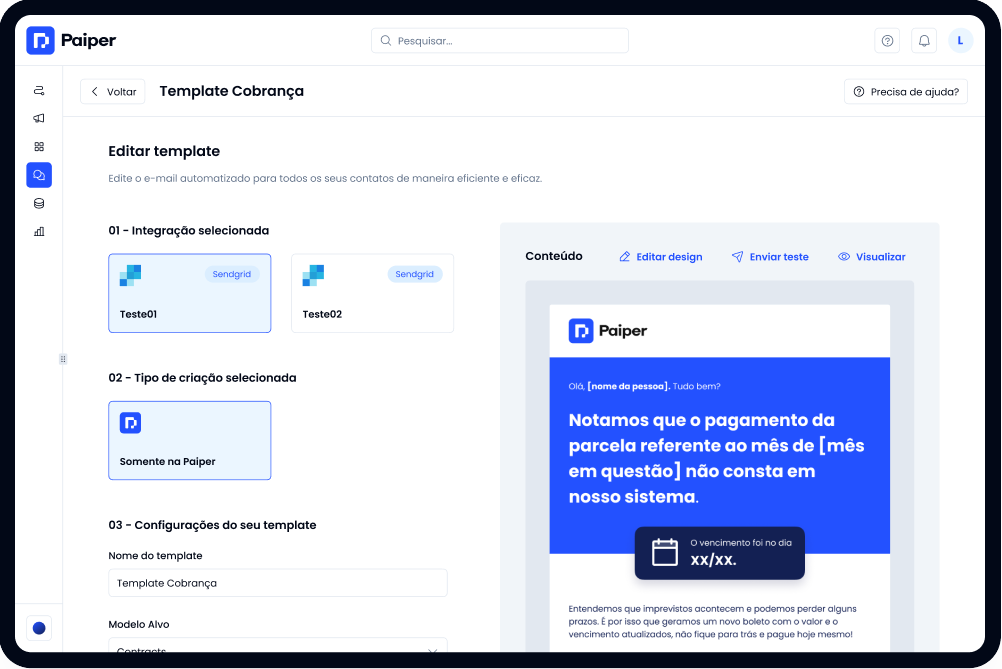 Paiper
Pesquisar...
L
Voltar
Template Cobrança
Precisa de ajuda?
Editar template
Edite o e-mail automatizado para todos os seus contatos de maneira eficiente e eficaz.
01 - Integração selecionada
Sendgrid
Teste01
Sendgrid
Teste02
02 - Tipo de criação selecionada
Somente na Paiper
03 - Configurações do seu template
Nome do template
Template Cobrança
Modelo Alvo
Contracts
Conteúdo
Editar design
Enviar teste
Visualizar
Paiper
Olá, [nome da pessoa]. Tudo bem?
Notamos que o pagamento da
parcela referente ao mês de [mês
em questão] não consta em
nosso sistema.
O vencimento foi no dia
xx/xx.
Entendemos que imprevistos acontecem e podemos perder alguns
prazos. É por isso que geramos um novo boleto com o valor e o
vencimento atualizados, não fique para trás e pague hoje mesmo!